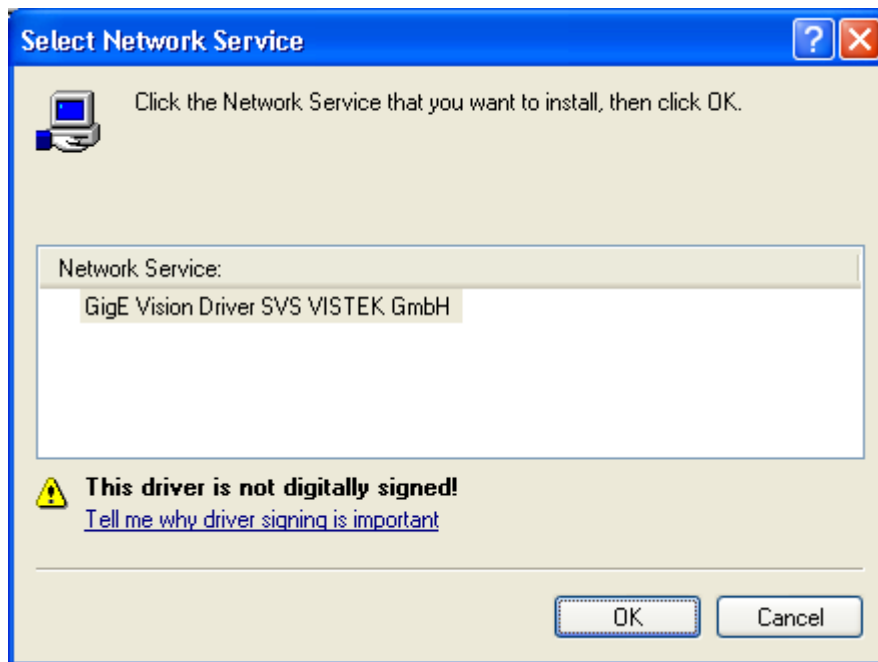 Select Network Service
?
Click the Network Service that you want to install, then click OK.
Network Service:
GigE Vision Driver SVS VISTEK GmbH
This driver is not digitally signed!
Tell me why driver signing is important
OK
Cancel